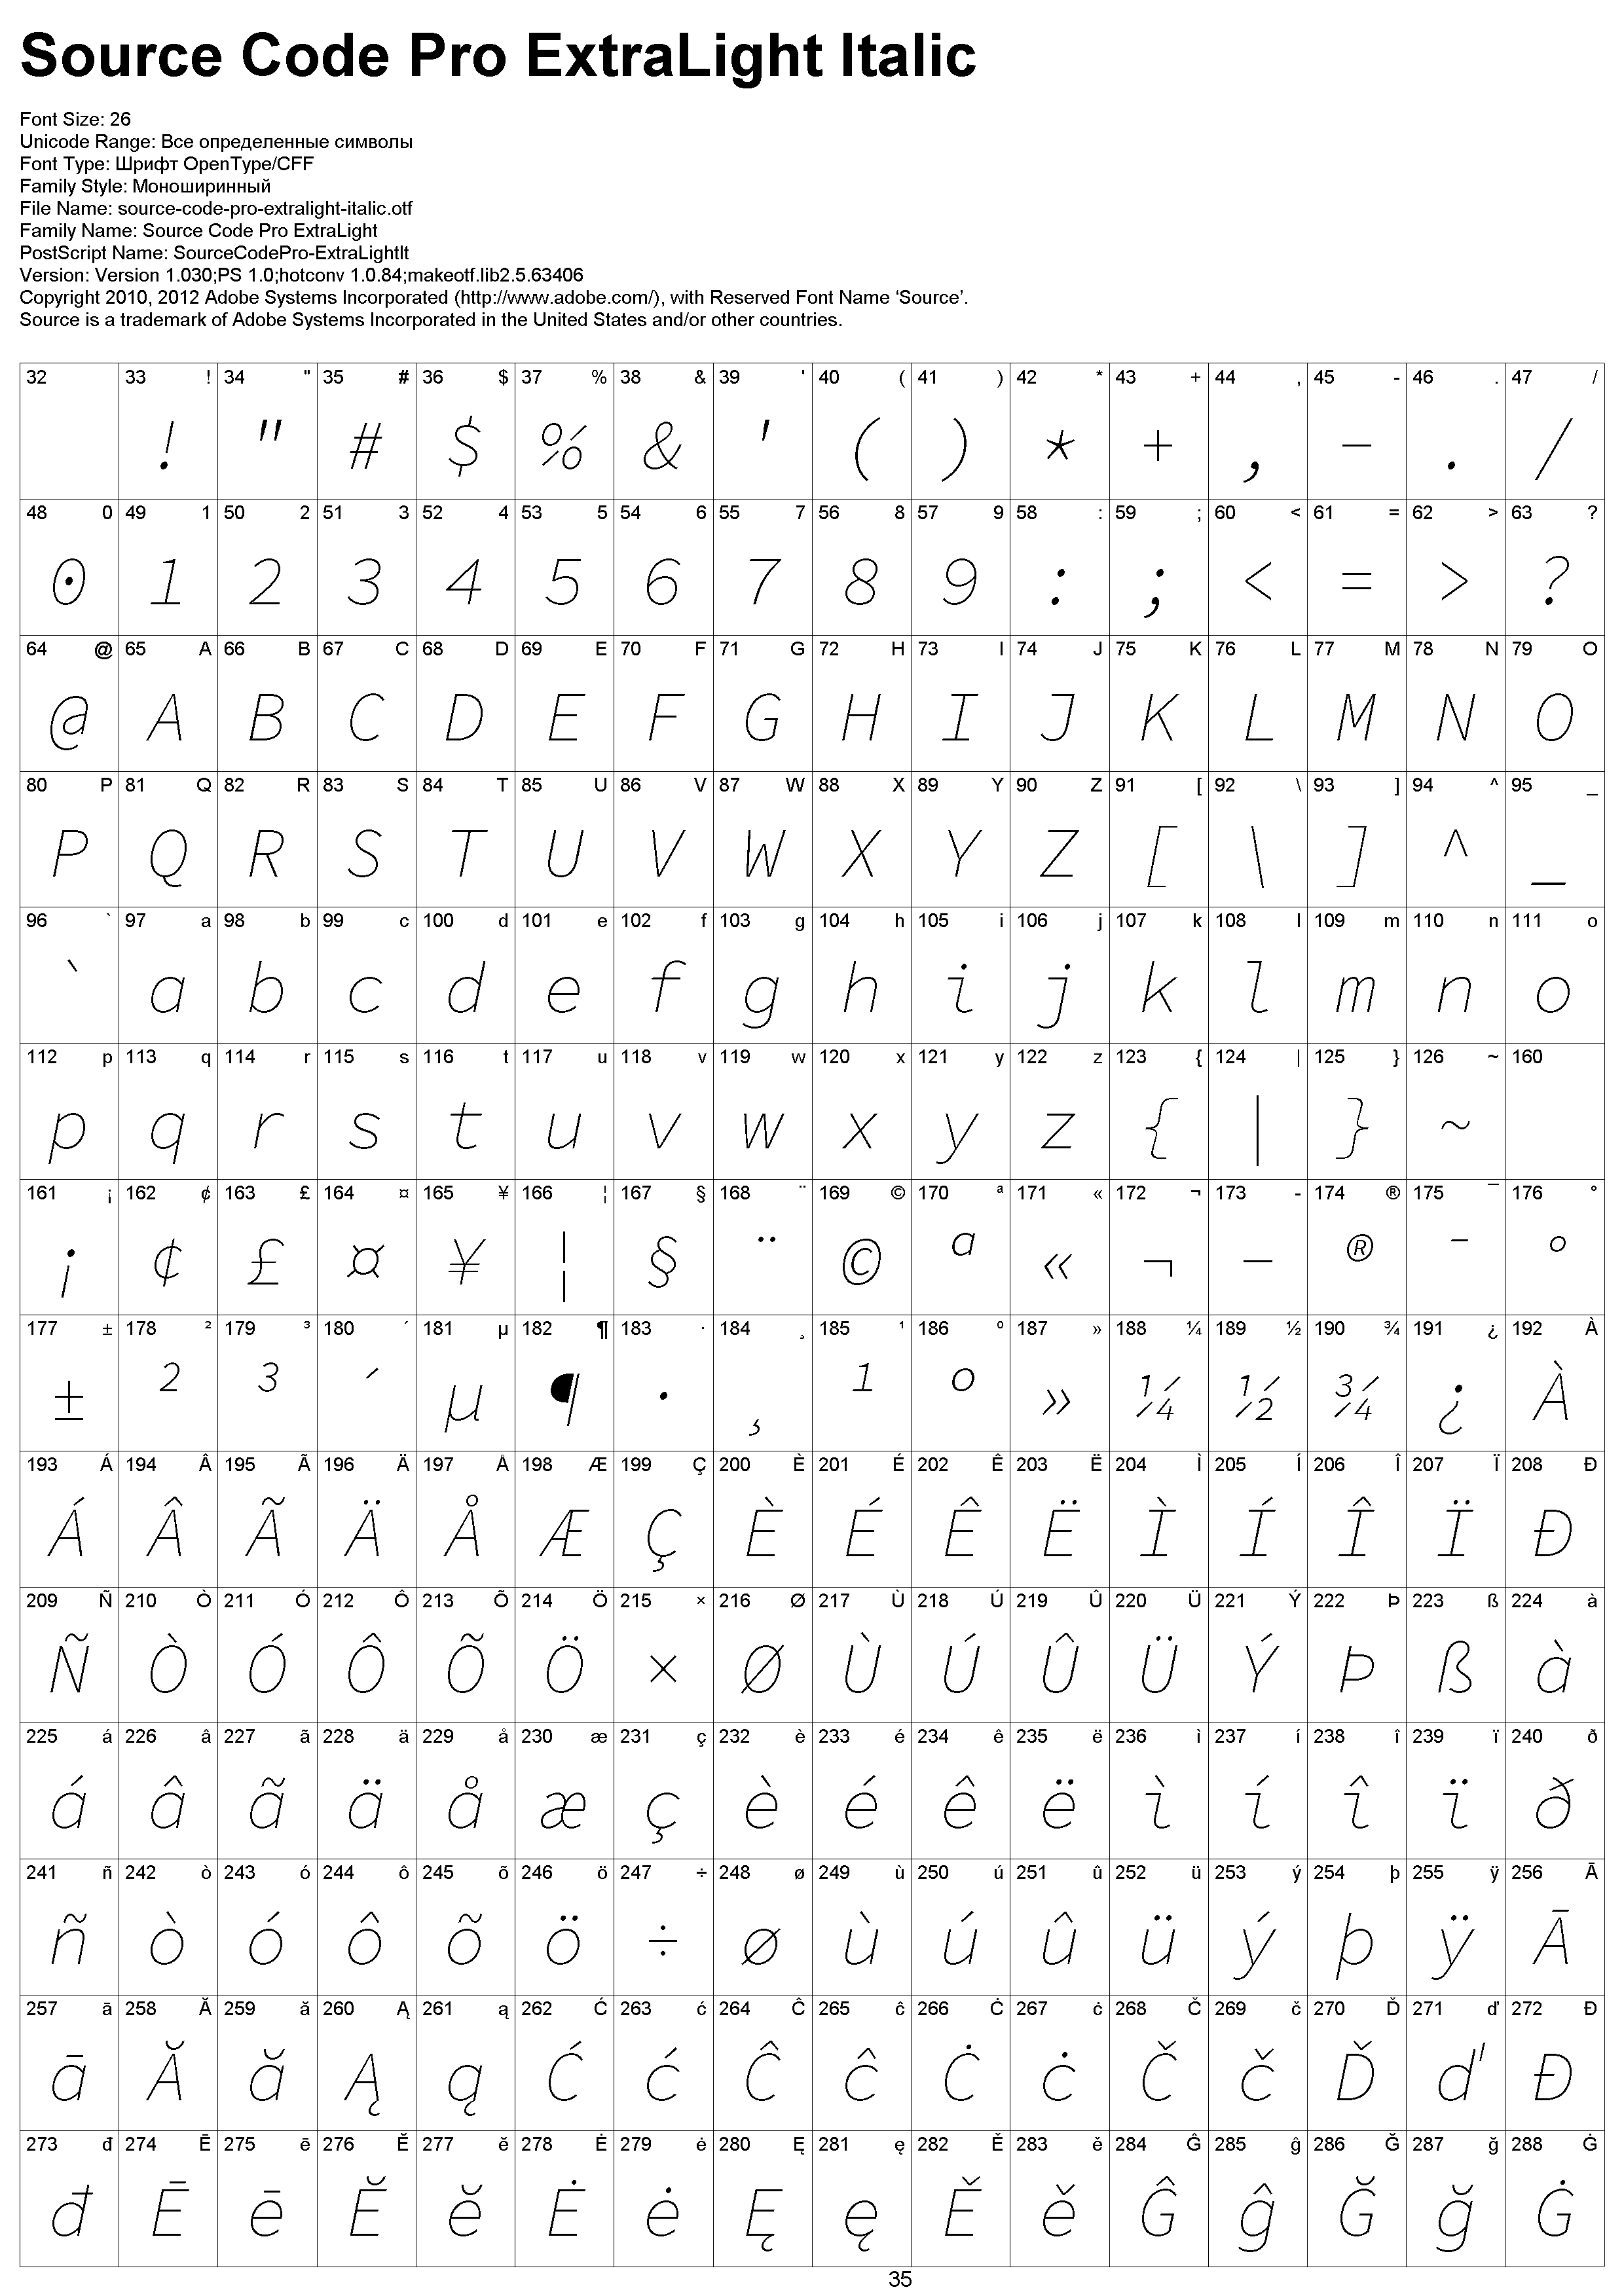 Source Code Pro ExtraLight Italic
Font Size: 26
Unicode Range: Все определенные символы
Font Type: Шрифт OpenType/CFF
Family Style: Моноширинный
File Name: source-code-pro-extralight-italic.otf
Family Name: Source Code Pro ExtraLight
PostScript Name: SourceCodePro-ExtraLightIt
Version: Version 1.030;PS 1.0;hotconv 1.0.84;makeotf.lib2.5.63406
Copyright 2010, 2012 Adobe Systems Incorporated (http://www.adobe.com/), with Reserved Font Name ‘Source’.
Source is a trademark of Adobe Systems Incorporated in the United States and/or other countries.
32 33 ! 34 " 35 # 36 $ 37 % 38 & 39 ' 40 ( 41 ) 42 * 43 + 44 , 45 - 46 . 47 /
! " # $ % & ' ( ) * + , - . /
48 0 49 1 50 2 51 3 52 4 53 5 54 6 55 7 56 8 57 9 58 : 59 ; 60 < 61 = 62 > 63 ?
0 1 2 3 4 5 6 7 8 9 : ; < = > ?
64 @ 65 A 66 B 67 C 68 D 69 E 70 F 71 G 72 H 73 I 74 J 75 K 76 L 77 M 78 N 79 O
@ A B C D E F G H I J K L M N O
80 P 81 Q 82 R 83 S 84 T 85 U 86 V 87 W 88 X 89 Y 90 Z 91 [ 92 \ 93 ] 94 ^ 95 _
P Q R S T U V W X Y Z [ \ ] ^ _
96 ` 97 a 98 b 99 c 100 d 101 e 102 f 103 g 104 h 105 i 106 j 107 k 108 l 109 m 110 n 111 o
` a b c d e f g h i j k l m n o
112 p 113 q 114 r 115 s 116 t 117 u 118 v 119 w 120 x 121 y 122 z 123 { 124 | 125 } 126 ~ 160
p q r s t u v w x y z { | } ~
161 ¡ 162 ¢ 163 £ 164 ¤ 165 ¥ 166 ¦ 167 § 168 ¨ 169 © 170 ª 171 « 172 ¬ 173 - 174 ® 175 ¯ 176 °
¡ ¢ £ ¤ ¥ ¦ § ¨ © ª « ¬ - ® ¯ °
177 ± 178 ² 179 ³ 180 ´ 181 µ 182 ¶ 183 · 184 ¸ 185 ¹ 186 º 187 » 188 ¼ 189 ½ 190 ¾ 191 ¿ 192 À
± ² ³ ´ µ ¶ · ¸ ¹ º » ¼ ½ ¾ ¿ À
193 Á 194 Â 195 Ã 196 Ä 197 Å 198 Æ 199 Ç 200 È 201 É 202 Ê 203 Ë 204 Ì 205 Í 206 Î 207 Ï 208 Ð
Á Â Ã Ä Å Æ Ç È É Ê Ë Ì Í Î Ï Ð
209 Ñ 210 Ò 211 Ó 212 Ô 213 Õ 214 Ö 215 × 216 Ø 217 Ù 218 Ú 219 Û 220 Ü 221 Ý 222 Þ 223 ß 224 à
Ñ Ò Ó Ô Õ Ö × Ø Ù Ú Û Ü Ý Þ ß à
225 á 226 â 227 ã 228 ä 229 å 230 æ 231 ç 232 è 233 é 234 ê 235 ë 236 ì 237 í 238 î 239 ï 240 ð
á â ã ä å æ ç è é ê ë ì í î ï ð
241 ñ 242 ò 243 ó 244 ô 245 õ 246 ö 247 ÷ 248 ø 249 ù 250 ú 251 û 252 ü 253 ý 254 þ 255 ÿ 256 Ā
ñ ò ó ô õ ö ÷ ø ù ú û ü ý þ ÿ Ā
257 ā 258 Ă 259 ă 260 Ą 261 ą 262 Ć 263 ć 264 Ĉ 265 ĉ 266 Ċ 267 ċ 268 Č 269 č 270 Ď 271 ď 272 Đ
ā Ă ă Ą ą Ć ć Ĉ ĉ Ċ ċ Č č Ď ď Đ
273 đ 274 Ē 275 ē 276 Ĕ 277 ĕ 278 Ė 279 ė 280 Ę 281 ę 282 Ě 283 ě 284 Ĝ 285 ĝ 286 Ğ 287 ğ 288 Ġ
đ Ē ē Ĕ ĕ Ė ė Ę ę Ě ě Ĝ ĝ Ğ ğ Ġ
35